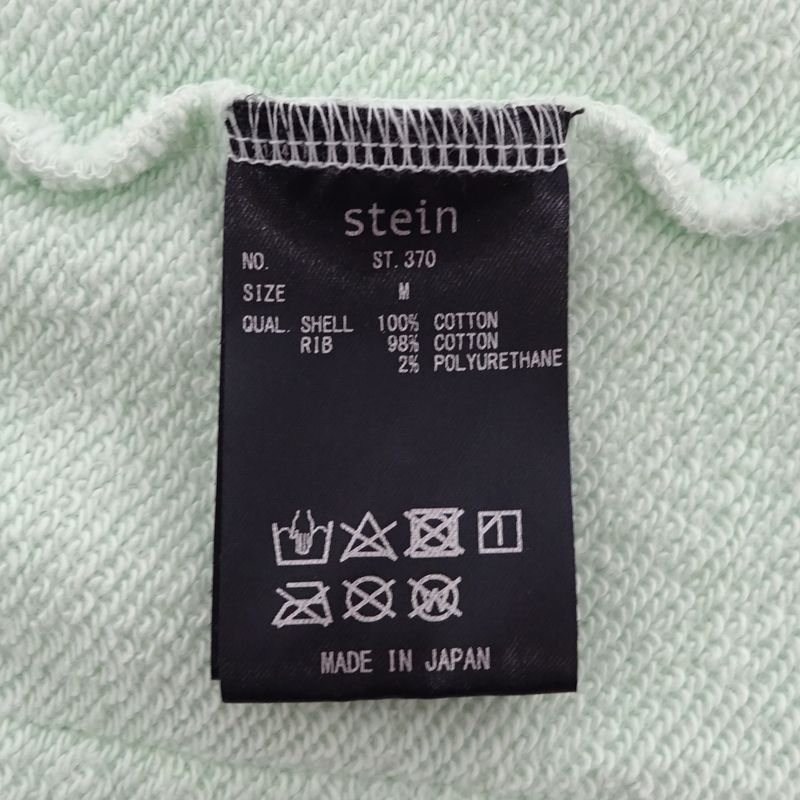 stein
NO. ST.370
SIZE M
QUAL. SHELL 100% COTTON
RIB 98% COTTON
2% POLYURETHANE
W
MADE IN JAPAN